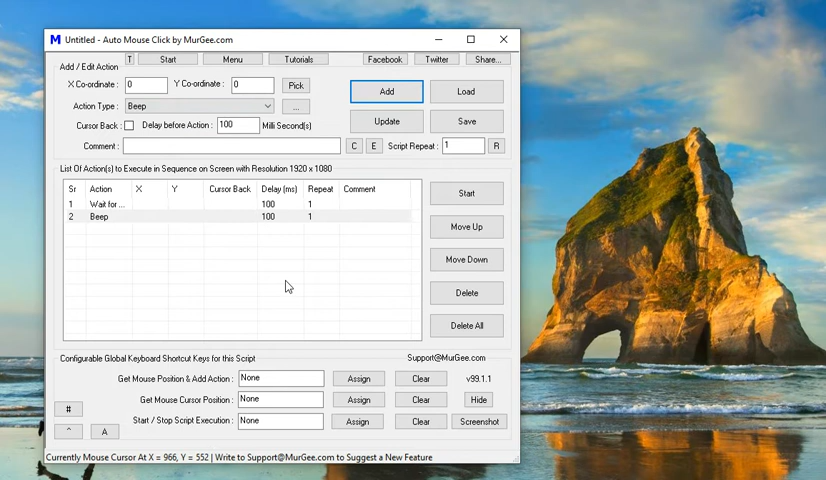 M Untitled - Auto Mouse Click by MurGee.com
T Start Menu Tutorials Facebook Twitter Share...
Add / Edit Action
X Co-ordinate : 0 Y Co-ordinate : 0 Pick Add Load
Action Type : Beep ...
Cursor Back : Delay before Action : 100 Milli Second(s) Update Save
Comment : C E Script Repeat : 1 R
List Of Action(s) to Execute in Sequence on Screen with Resolution 1920 x 1080
Sr Action X Y Cursor Back Delay (ms) Repeat Comment
1 Wait for ... 100 1
2 Beep 100 1
Start
Move Up
Move Down
Delete
Delete All
Configurable Global Keyboard Shortcut Keys for this Script Support@MurGee.com
Get Mouse Position & Add Action : None Assign Clear v99.1.1
Get Mouse Cursor Position : None Assign Clear Hide
#
Start / Stop Script Execution : None Assign Clear Screenshot
^ A
Currently Mouse Cursor At X = 966, Y = 552 | Write to Support@MurGee.com to Suggest a New Feature